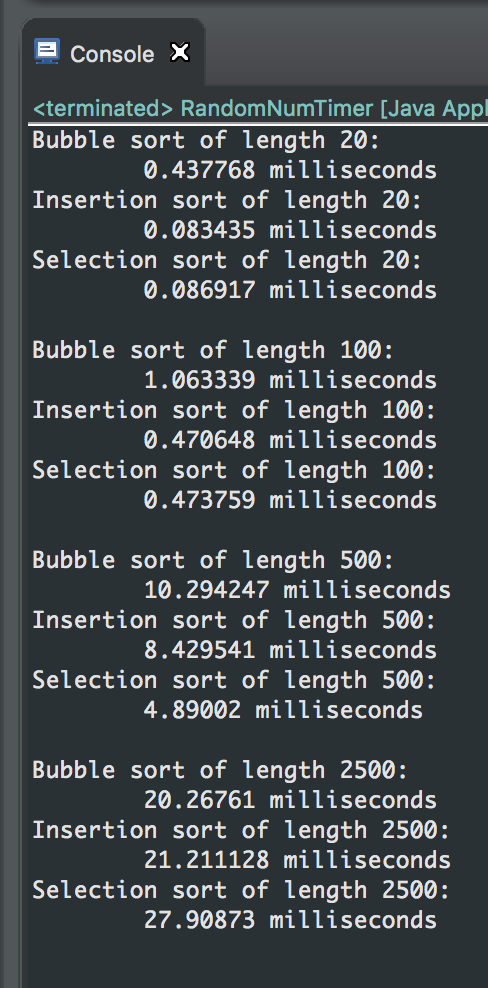 Console
<terminated> RandomNumTimer [Java Appl
Bubble sort of length 20:
0.437768 milliseconds
Insertion sort of length 20:
0.083435 milliseconds
Selection sort of length 20:
0.086917 milliseconds
Bubble sort of length 100:
1.063339 milliseconds
Insertion sort of length 100:
0.470648 milliseconds
Selection sort of length 100:
0.473759 milliseconds
Bubble sort of length 500:
10.294247 milliseconds
Insertion sort of length 500:
8.429541 milliseconds
Selection sort of length 500:
4.89002 milliseconds
Bubble sort of length 2500:
20.26761 milliseconds
Insertion sort of length 2500:
21.211128 milliseconds
Selection sort of length 2500:
27.90873 milliseconds